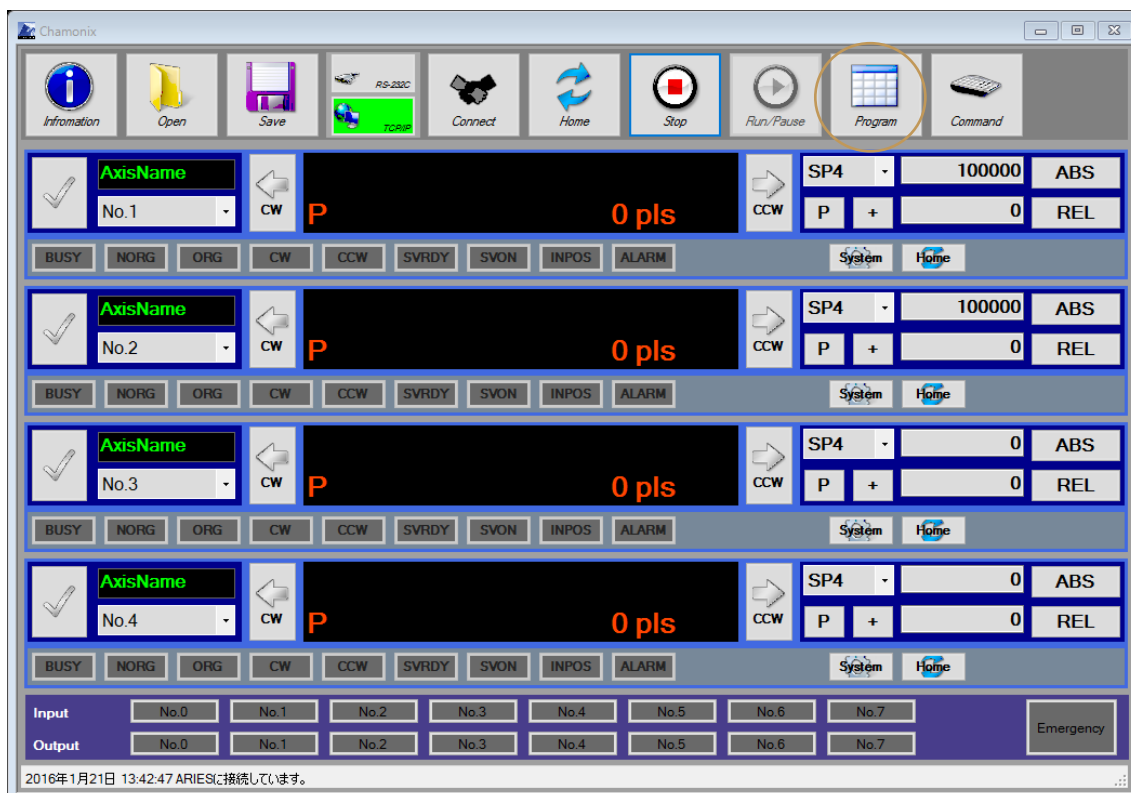 Chamonix
RS-232C
TCP/IP
Infromation Open Save Connect Home Stop Run/Pause Program Command
AxisName SP4 100000 ABS
No.1 CW P 0 pls CCW P + 0 REL
BUSY NORG ORG CW CCW SVRDY SVON INPOS ALARM System Home
AxisName SP4 100000 ABS
No.2 CW P 0 pls CCW P + 0 REL
BUSY NORG ORG CW CCW SVRDY SVON INPOS ALARM System Home
AxisName SP4 0 ABS
No.3 CW P 0 pls CCW P + 0 REL
BUSY NORG ORG CW CCW SVRDY SVON INPOS ALARM System Home
AxisName SP4 0 ABS
No.4 CW P 0 pls CCW P + 0 REL
BUSY NORG ORG CW CCW SVRDY SVON INPOS ALARM System Home
Input No.0 No.1 No.2 No.3 No.4 No.5 No.6 No.7
Emergency
Output No.0 No.1 No.2 No.3 No.4 No.5 No.6 No.7
2016年1月21日 13:42:47 ARIESに接続しています。